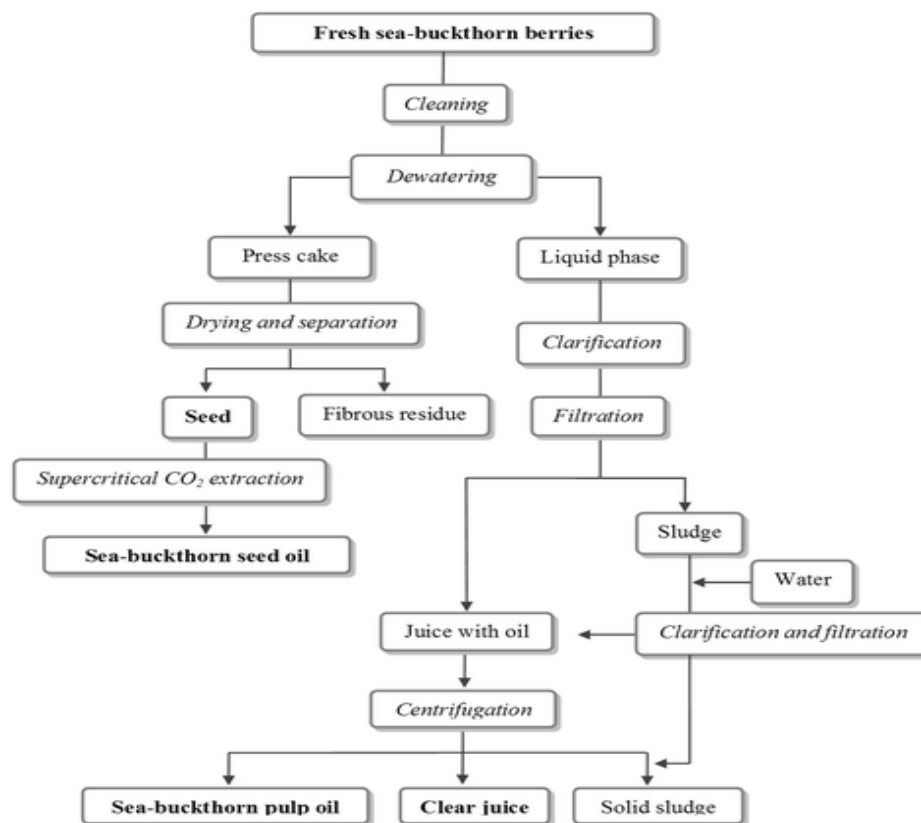 Fresh sea-buckthorn berries
Cleaning
Dewatering
Press cake
Liquid phase
Drying and separation
Clarification
Seed
Fibrous residue
Filtration
Supercritical CO₂ extraction
Sea-buckthorn seed oil
Sludge
Water
Juice with oil
Clarification and filtration
Centrifugation
Sea-buckthorn pulp oil
Clear juice
Solid sludge